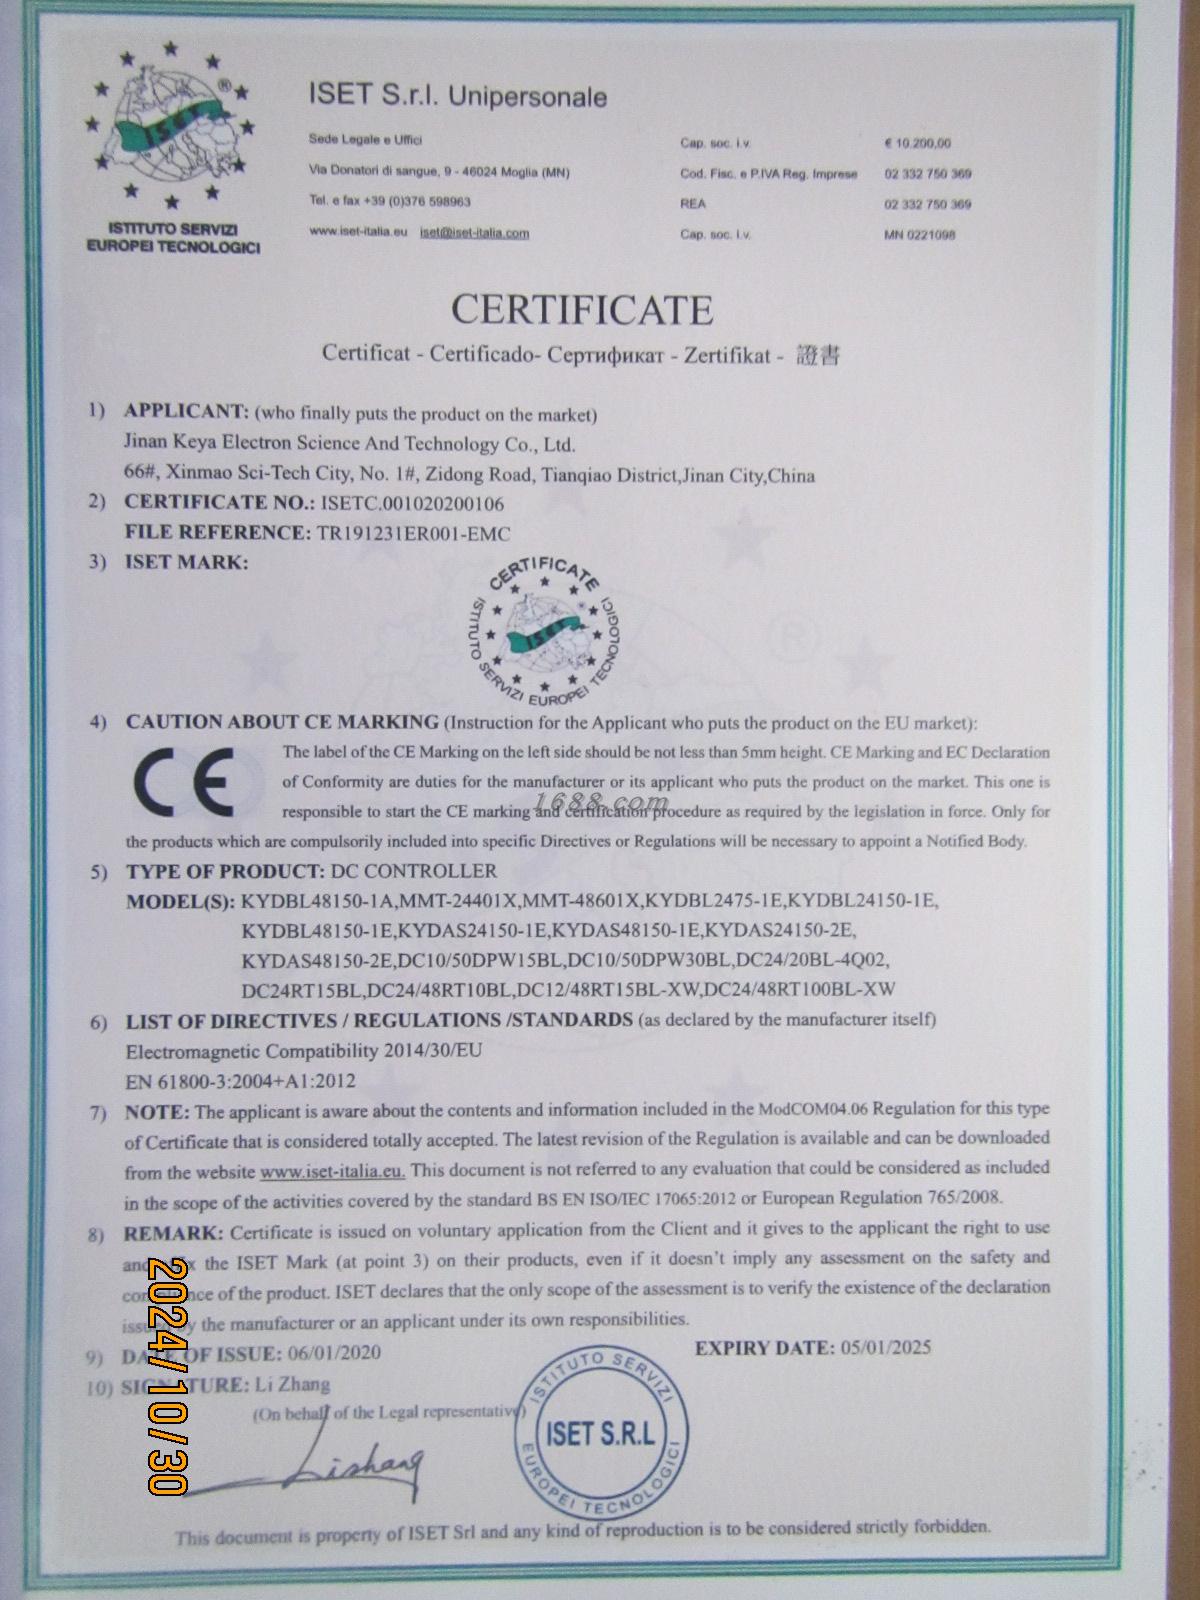 ISET
®
ISTITUTO SERVIZI
EUROPEI TECNOLOGICI
ISET S.r.l. Unipersonale
Sede Legale e Uffici
Via Donatori di sangue, 9 - 46024 Moglia (MN)
Tel. e fax +39 (0)376 598963
www.iset-italia.eu iset@iset-italia.com
Cap. soc. i.v. € 10.200,00
Cod. Fisc. e P.IVA Reg. Imprese 02 332 750 369
REA 02 332 750 369
Cap. soc. i.v. MN 0221098
CERTIFICATE
Certificat - Certificado- Сертификат - Zertifikat - 證書
1) APPLICANT: (who finally puts the product on the market)
Jinan Keya Electron Science And Technology Co., Ltd.
66#, Xinmao Sci-Tech City, No. 1#, Zidong Road, Tianqiao District,Jinan City,China
2) CERTIFICATE NO.: ISETC.001020200106
FILE REFERENCE: TR191231ER001-EMC
3) ISET MARK:
CERTIFICATE
ISET
®
ISTITUTO SERVIZI EUROPEI TECNOLOGICI
®
4) CAUTION ABOUT CE MARKING (Instruction for the Applicant who puts the product on the EU market):
CE
The label of the CE Marking on the left side should be not less than 5mm height. CE Marking and EC Declaration
of Conformity are duties for the manufacturer or its applicant who puts the product on the market. This one is
responsible to start the CE marking and certification procedure as required by the legislation in force. Only for
the products which are compulsorily included into specific Directives or Regulations will be necessary to appoint a Notified Body.
1688.com
5) TYPE OF PRODUCT: DC CONTROLLER
MODEL(S): KYDBL48150-1A,MMT-24401X,MMT-48601X,KYDBL2475-1E,KYDBL24150-1E,
KYDBL48150-1E,KYDAS24150-1E,KYDAS48150-1E,KYDAS24150-2E,
KYDAS48150-2E,DC10/50DPW15BL,DC10/50DPW30BL,DC24/20BL-4Q02,
DC24RT15BL,DC24/48RT10BL,DC12/48RT15BL-XW,DC24/48RT100BL-XW
6) LIST OF DIRECTIVES / REGULATIONS /STANDARDS (as declared by the manufacturer itself)
Electromagnetic Compatibility 2014/30/EU
EN 61800-3:2004+A1:2012
7) NOTE: The applicant is aware about the contents and information included in the ModCOM04.06 Regulation for this type
of Certificate that is considered totally accepted. The latest revision of the Regulation is available and can be downloaded
from the website www.iset-italia.eu. This document is not referred to any evaluation that could be considered as included
in the scope of the activities covered by the standard BS EN ISO/IEC 17065:2012 or European Regulation 765/2008.
8) REMARK: Certificate is issued on voluntary application from the Client and it gives to the applicant the right to use
the ISET Mark (at point 3) on their products, even if it doesn't imply any assessment on the safety and
of the product. ISET declares that the only scope of the assessment is to verify the existence of the declaration
by the manufacturer or an applicant under its own responsibilities.
9) DATE OF ISSUE: 06/01/2020
EXPIRY DATE: 05/01/2025
10) SIGNATURE: Li Zhang
(On behalf of the Legal representative)
Lizhang
ISTITUTO SERVIZI
ISET S.R.L
EUROPEI TECNOLOGICI
This document is property of ISET Srl and any kind of reproduction is to be considered strictly forbidden.
2024/10/30